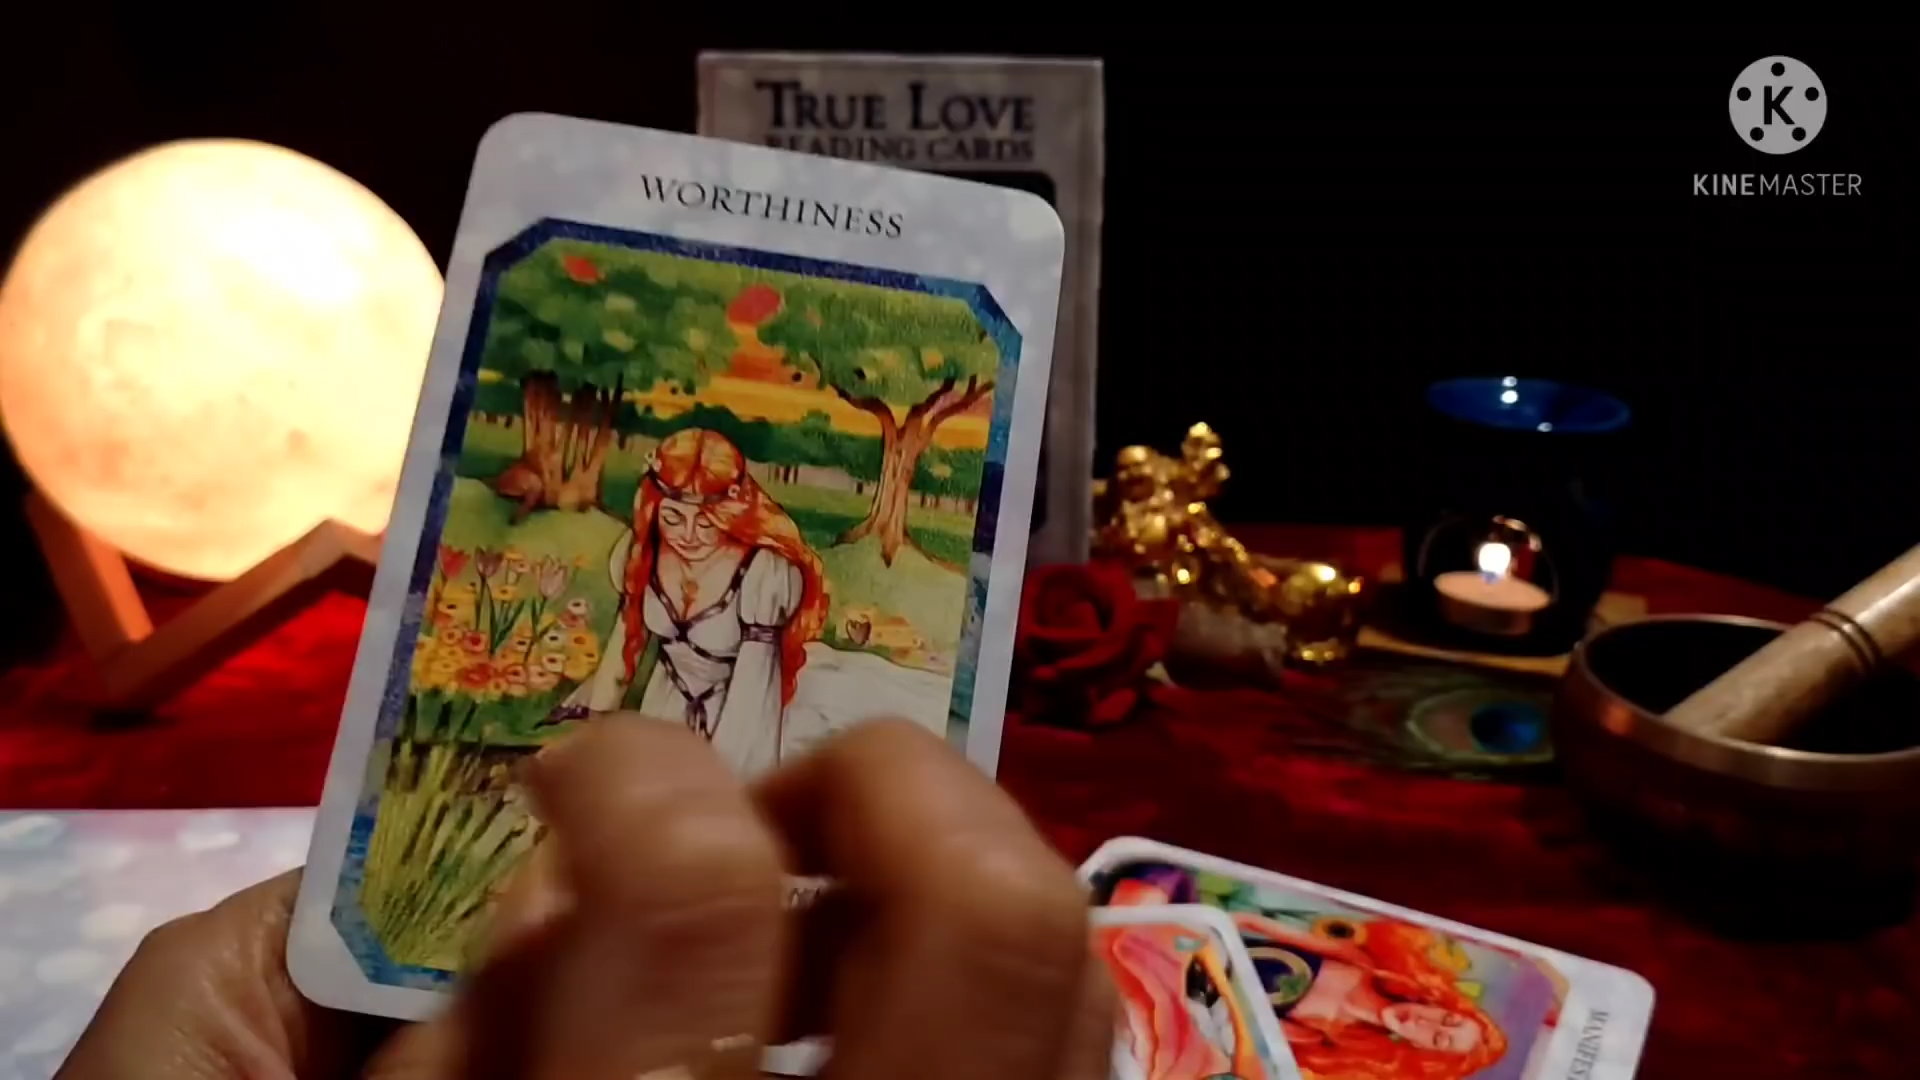 TRUE LOVE
READING CARDS
WORTHINESS
K
KINEMASTER